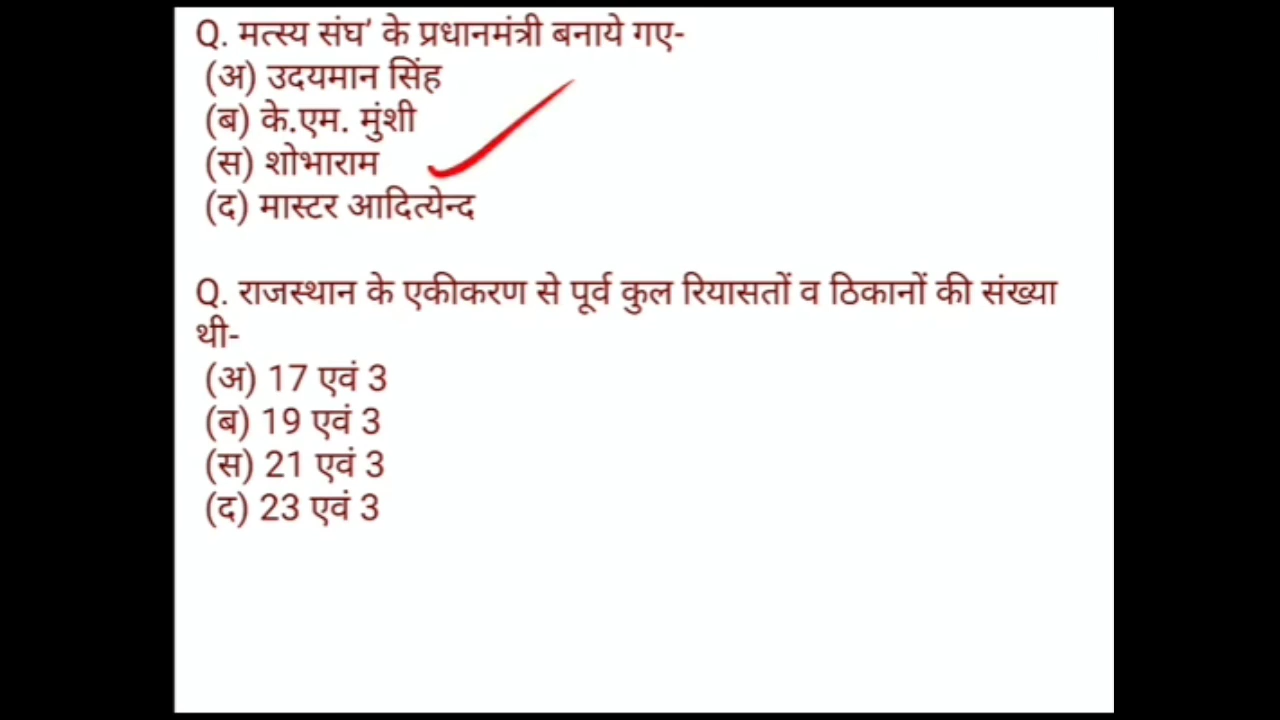 Q. मत्स्य संघ' के प्रधानमंत्री बनाये गए-
(अ) उदयमान सिंह
(ब) के.एम. मुंशी
(स) शोभाराम
(द) मास्टर आदित्येन्द
Q. राजस्थान के एकीकरण से पूर्व कुल रियासतों व ठिकानों की संख्या
थी-
(अ) 17 एवं 3
(ब) 19 एवं 3
(स) 21 एवं 3
(द) 23 एवं 3